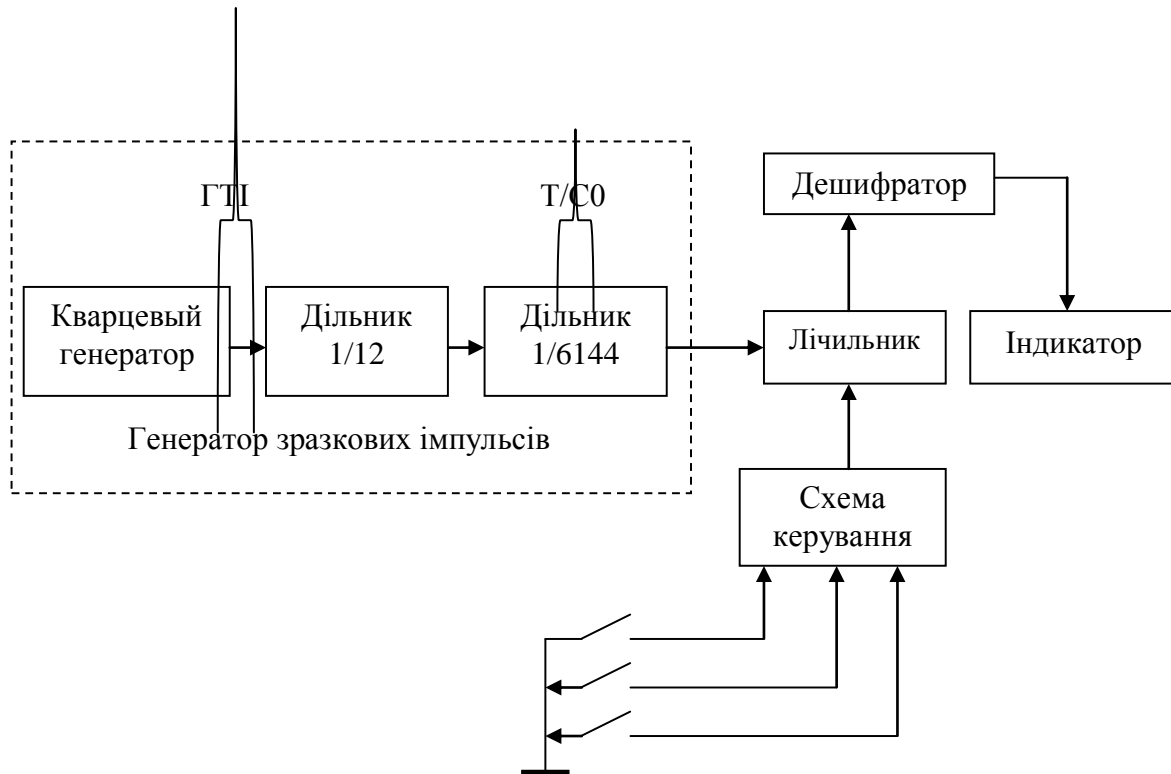 ГТІ
Т/С0
Дешифратор
Кварцевый
генератор
Дільник
1/12
Дільник
1/6144
Лічильник
Індикатор
Генератор зразкових імпульсів
Схема
керування